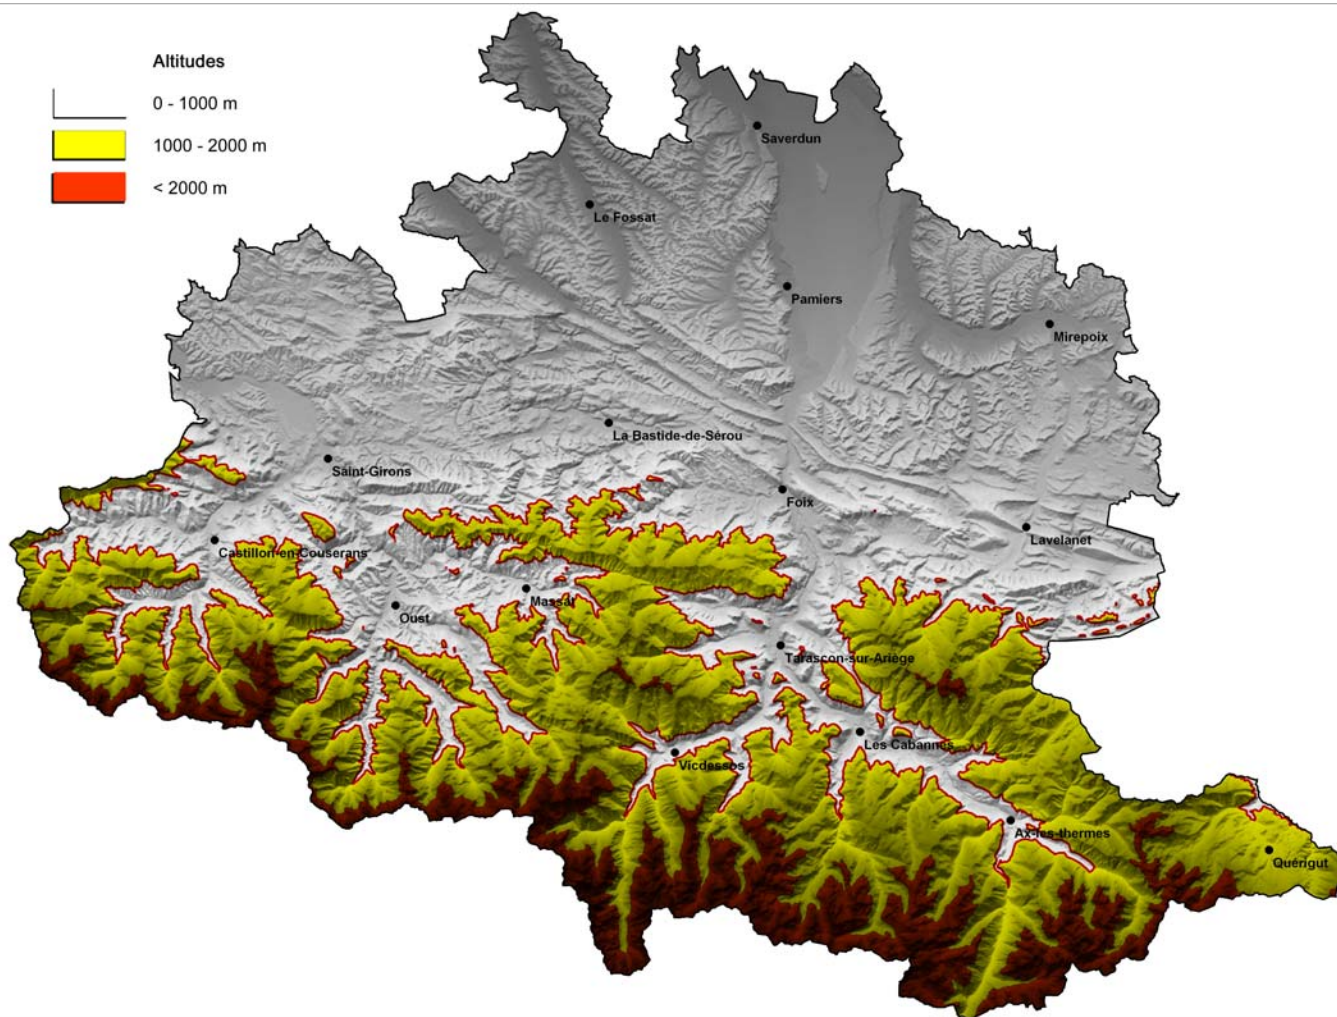 Altitudes
0 - 1000 m
1000 - 2000 m
< 2000 m
Saverdun
Le Fossat
Pamiers
Mirepoix
La Bastide-de-Sérou
Saint-Girons
Foix
Lavelanet
Castillon-en-Couserans
Massat
Oust
Tarascon-sur-Ariège
Les Cabannes
Vicdessos
Ax-les-thermes
Quérigut